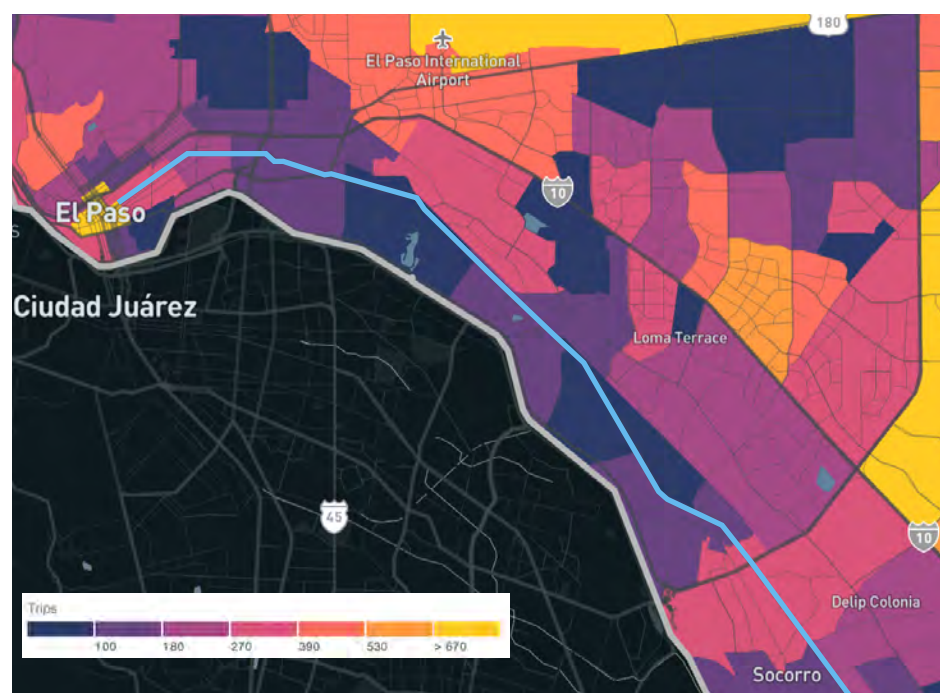 180
El Paso International
Airport
10
El Paso
S
Ciudad Juárez
Loma Terrace
45
10
Trips
100 180 270 390 530 > 670
Delip Colonia
Socorro